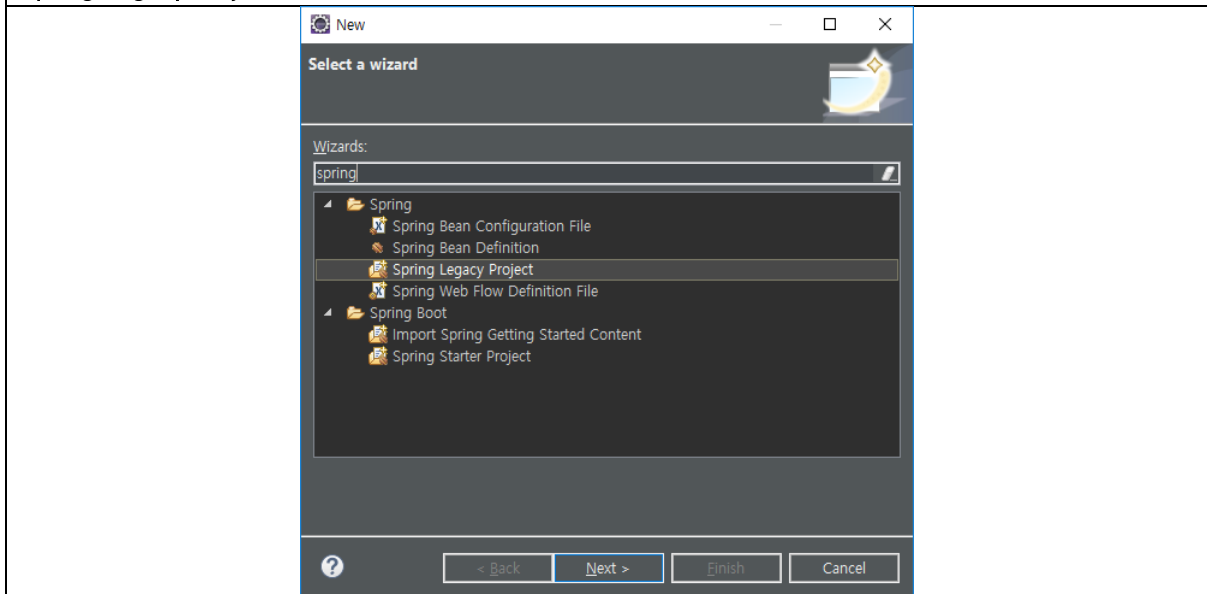 New
Select a wizard
Wizards:
spring
Spring
Spring Bean Configuration File
Spring Bean Definition
Spring Legacy Project
Spring Web Flow Definition File
Spring Boot
Import Spring Getting Started Content
Spring Starter Project
< Back Next > Finish Cancel